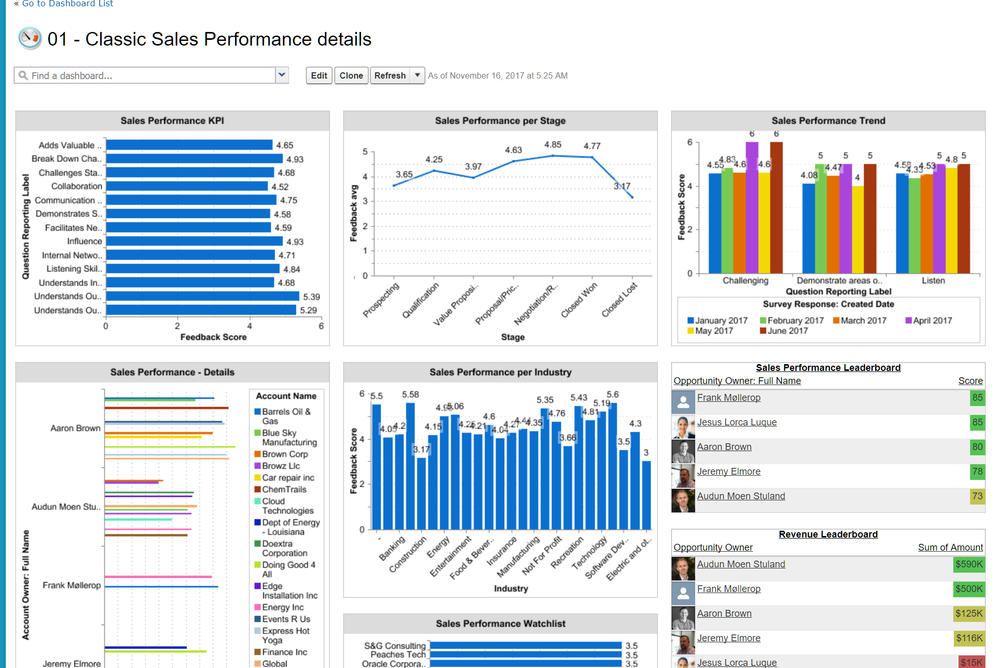 « Go to Dashboard List
01 - Classic Sales Performance details
Find a dashboard...
Edit
Clone
Refresh
As of November 16, 2017 at 5:25 AM
Sales Performance KPI
Question Reporting Label
Adds Valuable .. 4.65
Break Down Cha.. 4.93
Challenges Sta.. 4.68
Collaboration 4.52
Communication .. 4.75
Demonstrates S.. 4.58
Facilitates Ne.. 4.59
Influence 4.93
Internal Netwo.. 4.71
Listening Skil.. 4.84
Understands In.. 4.68
Understands Ou.. 5.39
Understands Ou.. 5.29
0 2 4 6
Feedback Score
Sales Performance per Stage
Feedback avg
5
4
3
2
1
0
3.65 4.25 3.97 4.63 4.85 4.77 3.17
Prospecting
Qualification
Value Proposi..
Proposal/Pric..
Negotiation/R..
Closed Won
Closed Lost
Stage
Sales Performance Trend
Feedback Score
6
4
2
0
4.55 4.83 4.6 6 4.6 6
4.08 5 4.47 5 4 5
4.58 4.33 4.53 5 4.8 5
Challenging Demonstrate areas o.. Listen
Question Reporting Label
Survey Response: Created Date
January 2017 February 2017 March 2017 April 2017
May 2017 June 2017
Sales Performance - Details
Account Owner: Full Name
Aaron Brown
Audun Moen Stu..
Frank Møllerop
Jeremy Elmore
Account Name
Barrels Oil &
Gas
Blue Sky
Manufacturing
Brown Corp
Browz Llc
Car repair inc
ChemTrails
Cloud
Technologies
Dept of Energy
- Louisiana
Doextra
Corporation
Doing Good 4
All
Edge
Installation Inc
Energy Inc
Events R Us
Express Hot
Yoga
Finance Inc
Global
Sales Performance per Industry
Feedback Score
6
4
2
0
5.5 4.05 4.2 5.58 3.17 4.15 4.98 5.06 4.25 4.21 4.6 4.04 4.27 4.44 4.35 5.35 4.76 3.66 5.43 4.81 5.19 5.6 3.5 4.3 3
-
Banking
Construction
Energy
Entertainment
Food & Bever..
Insurance
Manufacturing
Not For Profit
Recreation
Technology
Software Dev..
Electric and ot..
Industry
Sales Performance Watchlist
S&G Consulting 3.5
Peaches Tech 3.5
Oracle Corpora.. 3.5
Sales Performance Leaderboard
Opportunity Owner: Full Name Score
Frank Møllerop 85
Jesus Lorca Luque 85
Aaron Brown 80
Jeremy Elmore 78
Audun Moen Stuland 73
Revenue Leaderboard
Opportunity Owner Sum of Amount
Audun Moen Stuland $590K
Frank Møllerop $500K
Aaron Brown $125K
Jeremy Elmore $116K
Jesus Lorca Luque $15K